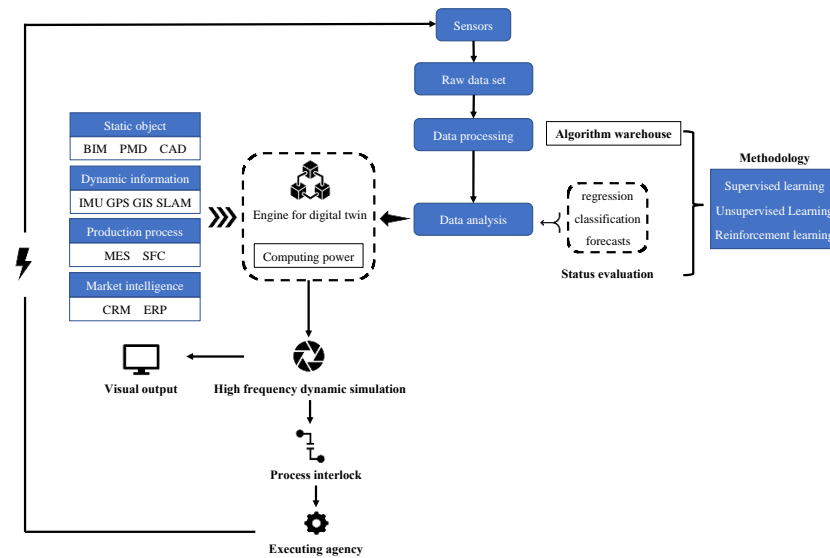 Sensors
Raw data set
Data processing
Algorithm warehouse
Methodology
Supervised learning
Unsupervised Learning
Reinforcement learning
Static object
BIM PMD CAD
Dynamic information
IMU GPS GIS SLAM
Production process
MES SFC
Market intelligence
CRM ERP
Engine for digital twin
Computing power
Data analysis
regression
classification
forecasts
Status evaluation
Visual output
High frequency dynamic simulation
Process interlock
Executing agency